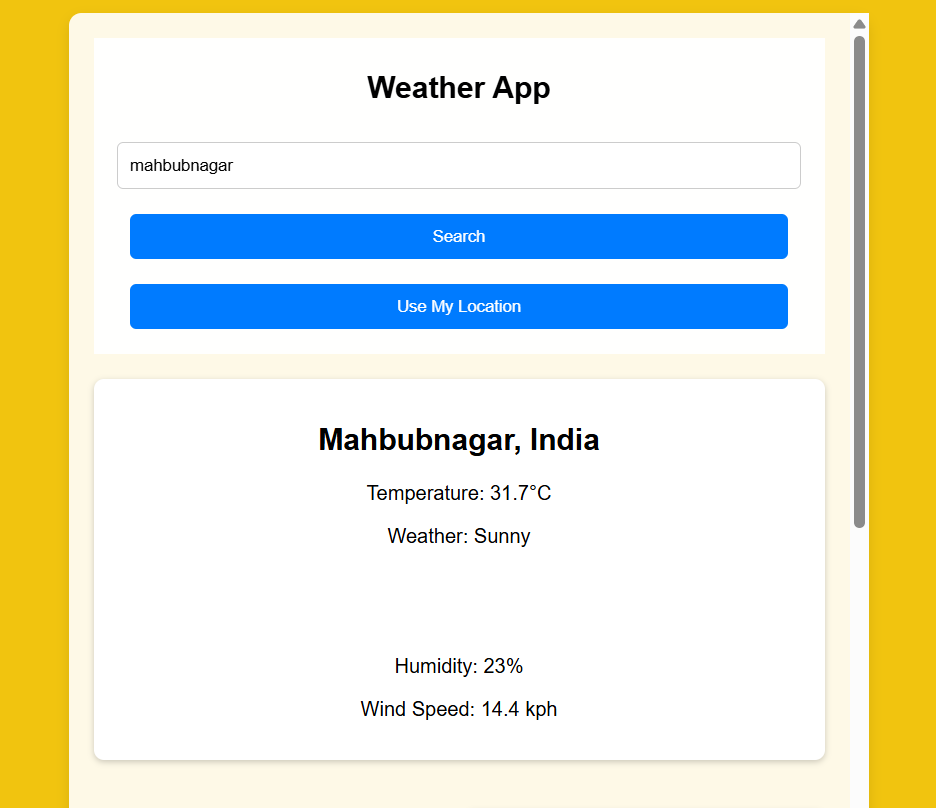 Weather App
mahbubnagar
Search
Use My Location
Mahbubnagar, India
Temperature: 31.7°C
Weather: Sunny
Humidity: 23%
Wind Speed: 14.4 kph